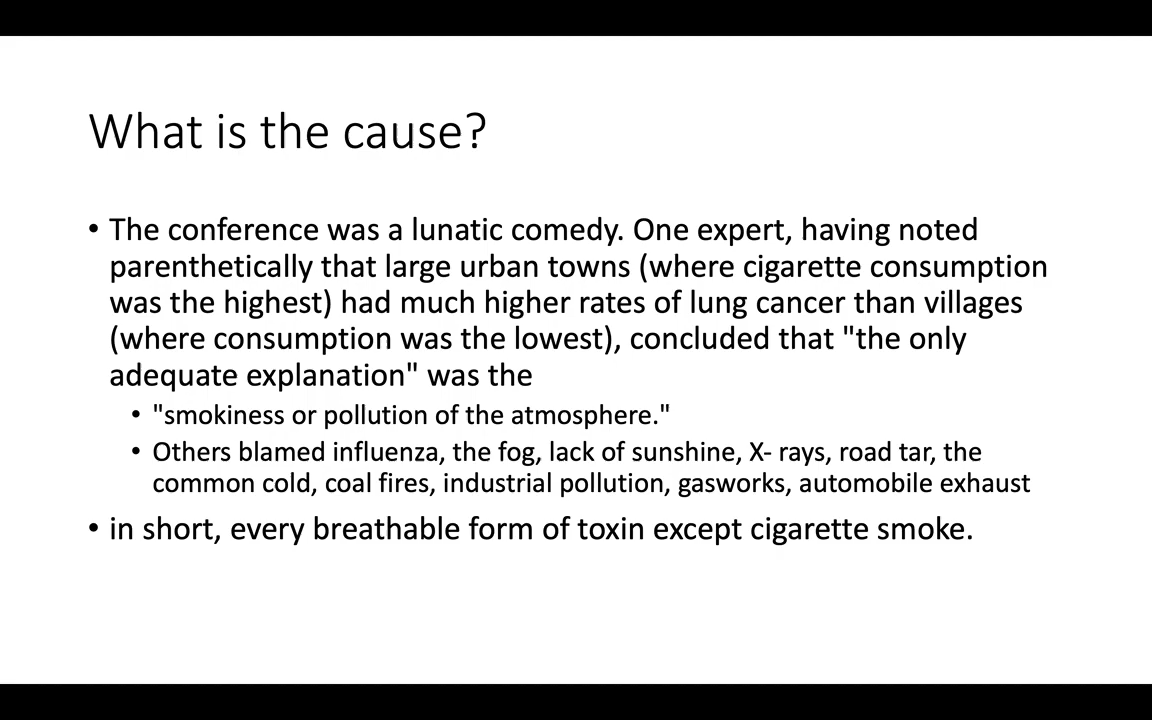 What is the cause?
• The conference was a lunatic comedy. One expert, having noted
parenthetically that large urban towns (where cigarette consumption
was the highest) had much higher rates of lung cancer than villages
(where consumption was the lowest), concluded that "the only
adequate explanation" was the
• "smokiness or pollution of the atmosphere."
• Others blamed influenza, the fog, lack of sunshine, X- rays, road tar, the
common cold, coal fires, industrial pollution, gasworks, automobile exhaust
• in short, every breathable form of toxin except cigarette smoke.